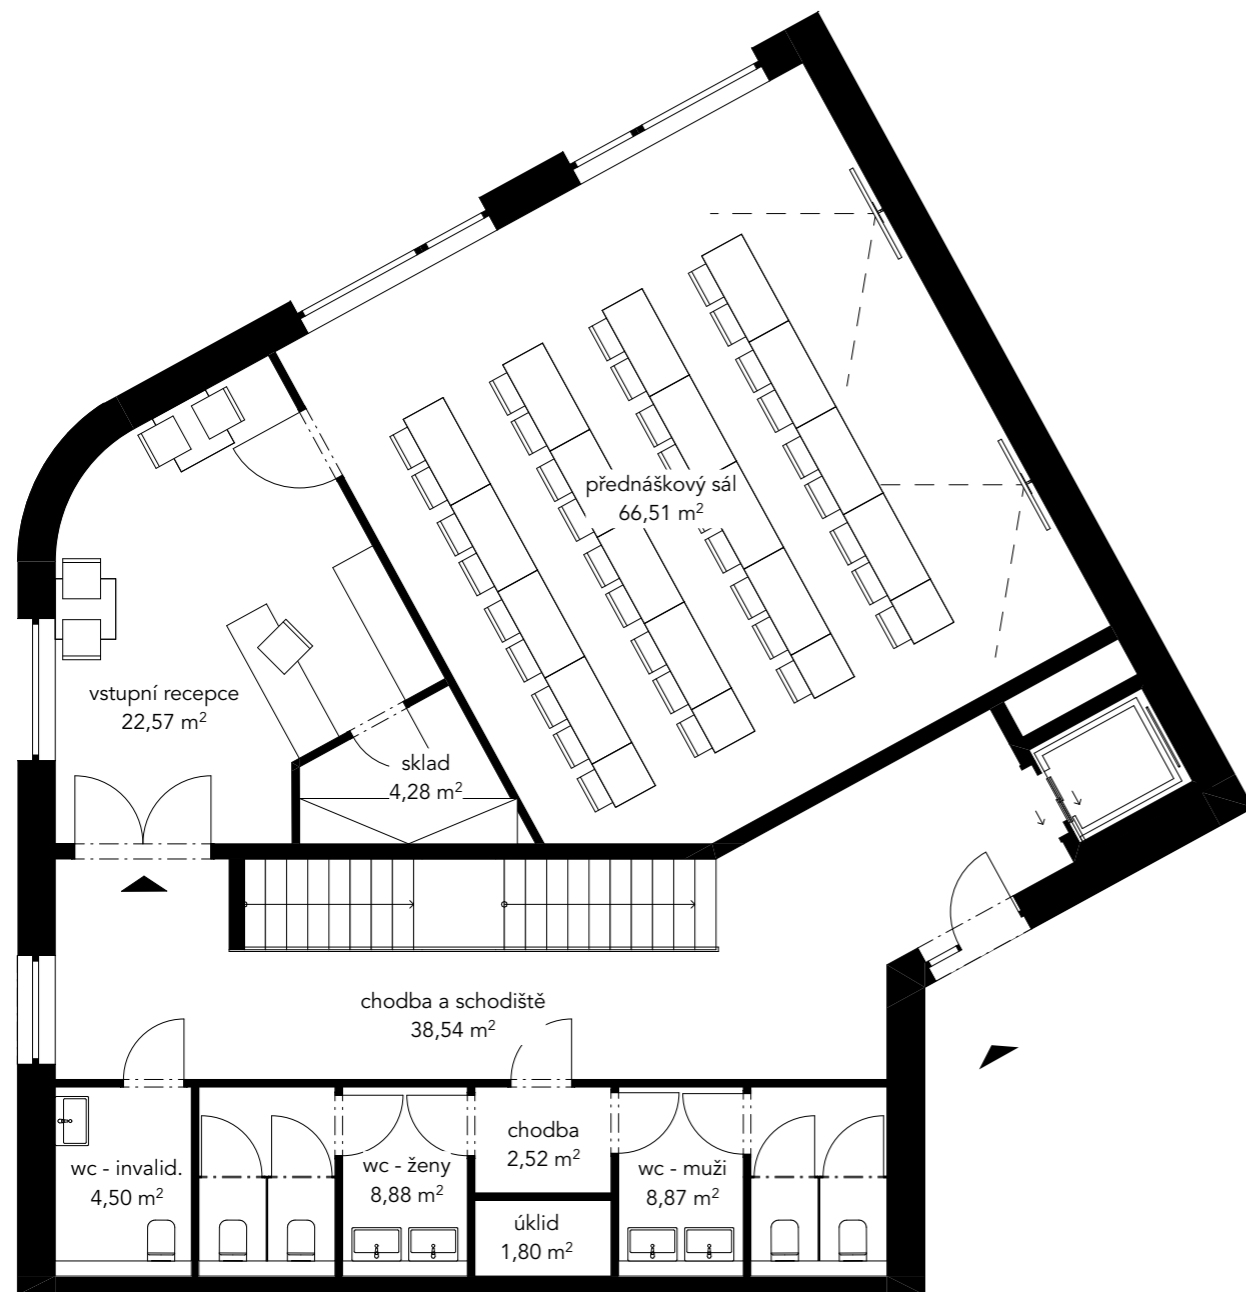 přednáškový sál
66,51 m²
vstupní recepce
22,57 m²
sklad
4,28 m²
chodba a schodiště
38,54 m²
chodba
2,52 m²
wc - invalid.
4,50 m²
wc - ženy
8,88 m²
wc - muži
8,87 m²
úklid
1,80 m²